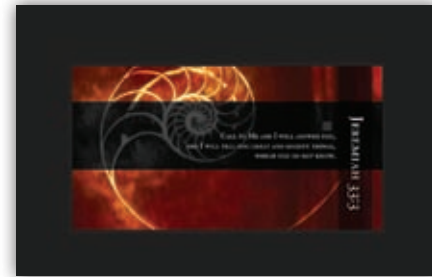 CALL TO ME AND I WILL ANSWER YOU,
AND I WILL TELL YOU GREAT AND MIGHTY THINGS,
WHICH YOU DO NOT KNOW.
JEREMIAH 33:3